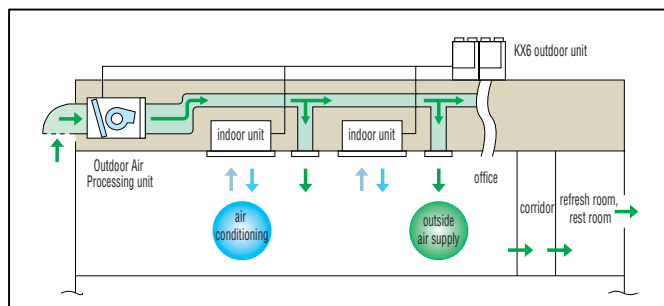 KX6 outdoor unit
indoor unit
indoor unit
Outdoor Air
Processing unit
office
air
conditioning
outside
air supply
corridor
refresh room,
rest room